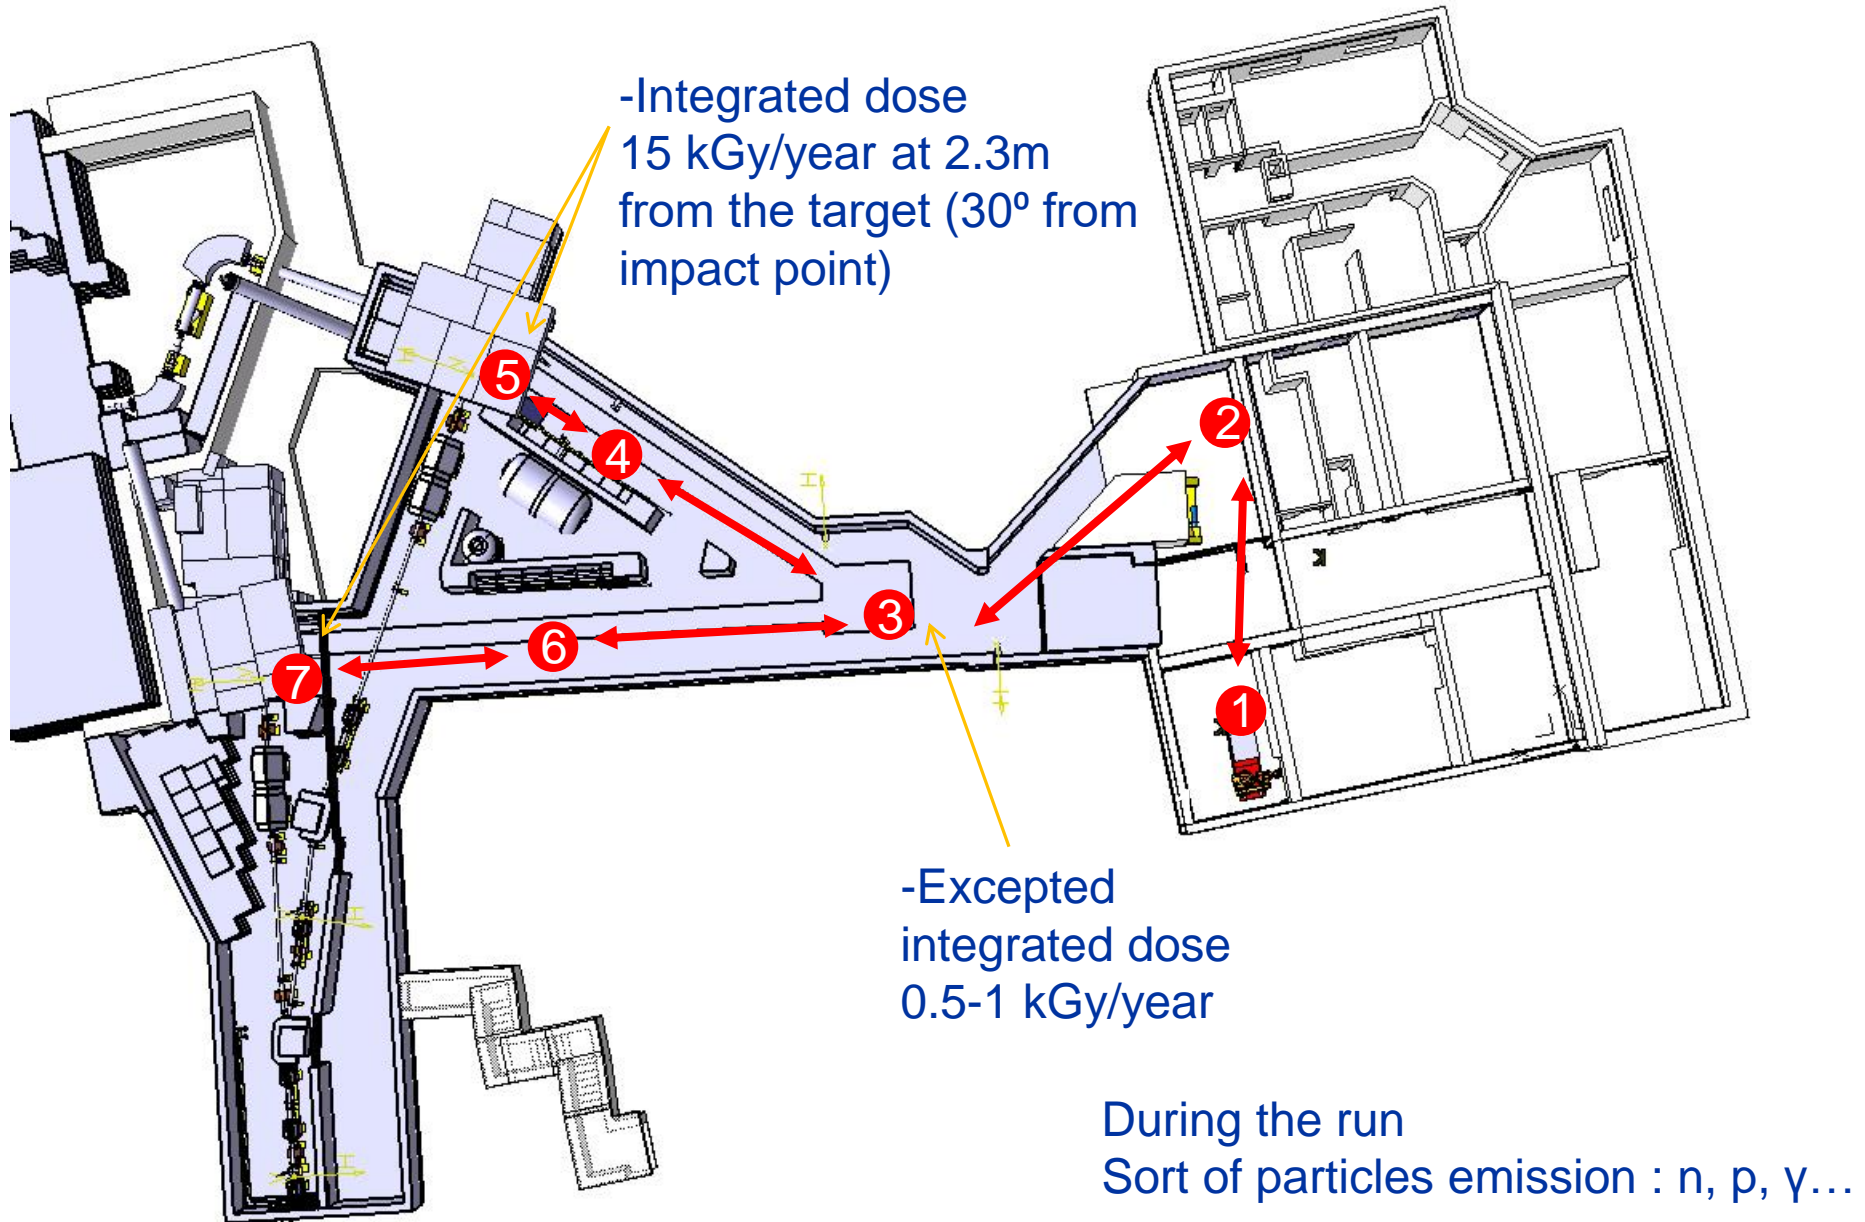 -Integrated dose
15 kGy/year at 2.3m
from the target (30º from
impact point)
5
4
2
3
6
7
1
-Excepted
integrated dose
0.5-1 kGy/year
During the run
Sort of particles emission : n, p, γ…